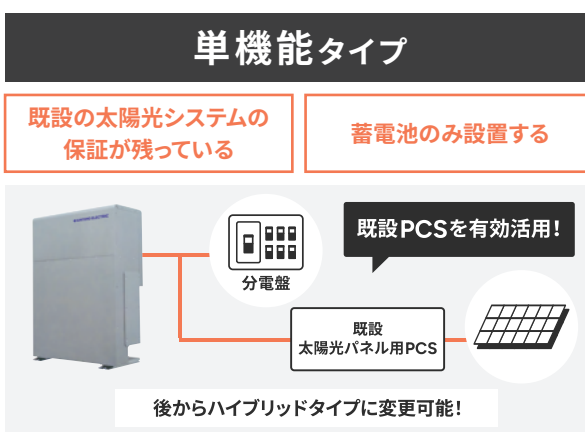 単機能タイプ
既設の太陽光システムの
保証が残っている
蓄電池のみ設置する
既設PCSを有効活用!
分電盤
既設
太陽光パネル用PCS
後からハイブリッドタイプに変更可能!